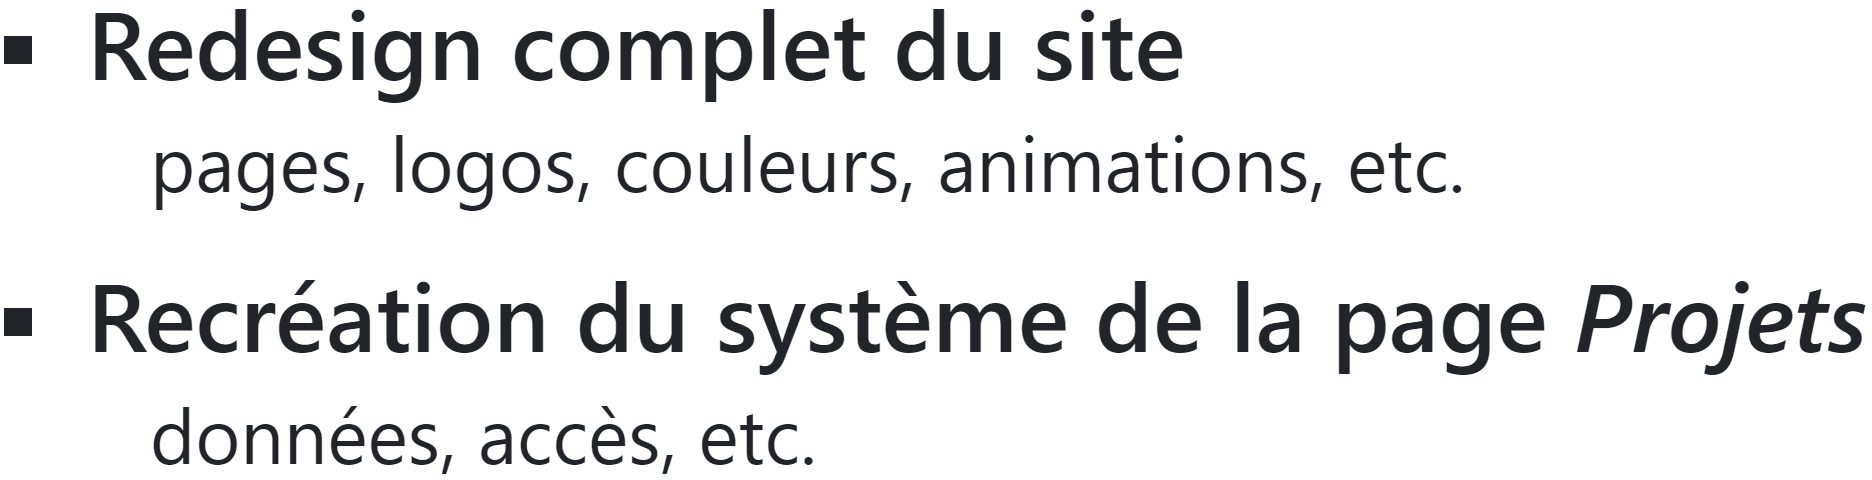 ▪ Redesign complet du site
pages, logos, couleurs, animations, etc.
▪ Recréation du système de la page Projets
données, accès, etc.